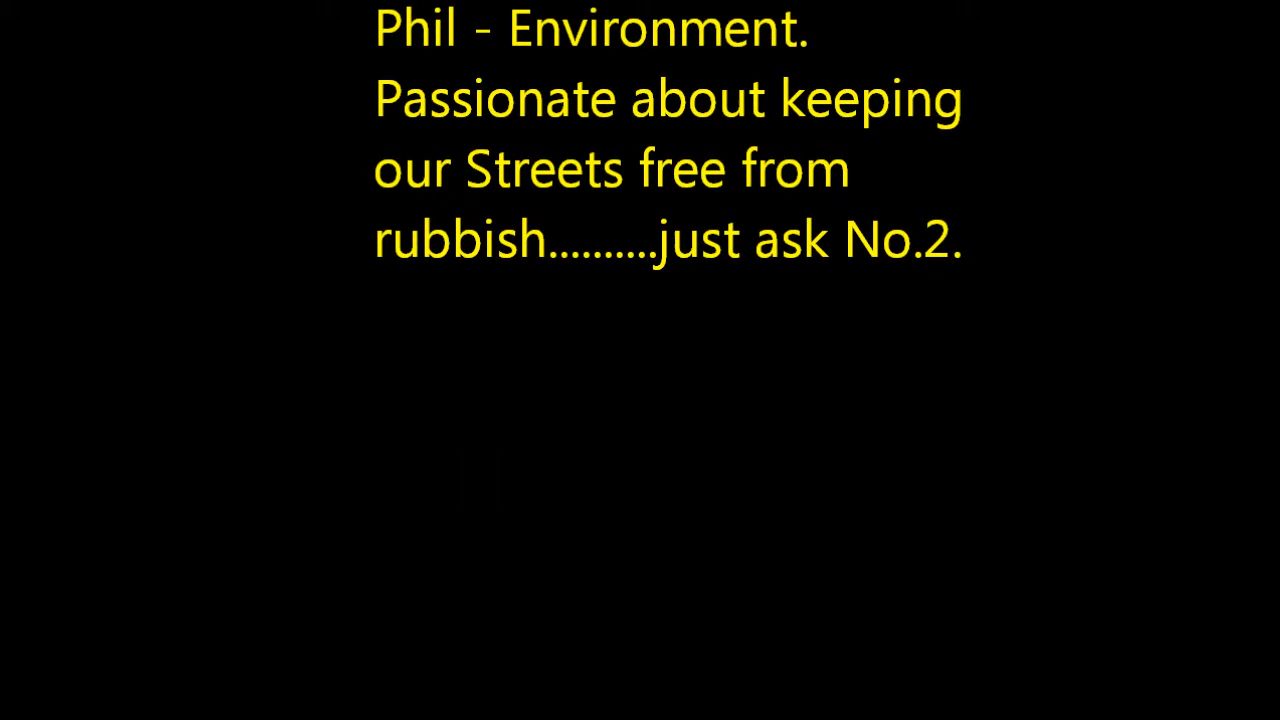 Phil - Environment.
Passionate about keeping
our Streets free from
rubbish..........just ask No.2.